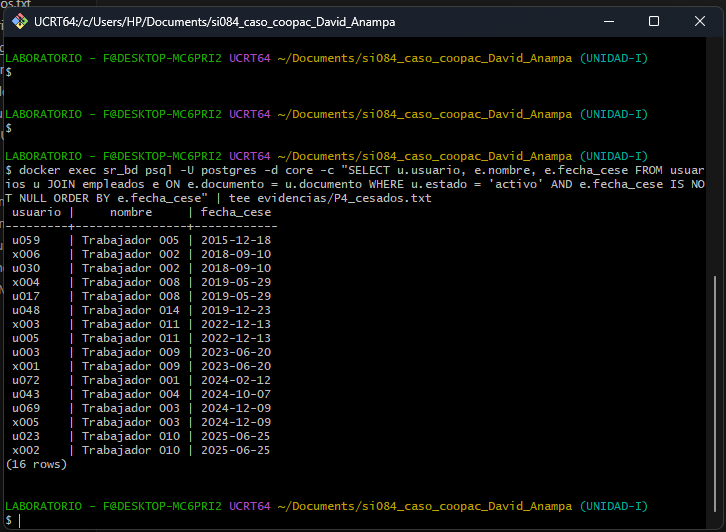 os.txt
UCRT64:/c/Users/HP/Documents/si084_caso_coopac_David_Anampa
LABORATORIO - F@DESKTOP-MC6PRI2 UCRT64 ~/Documents/si084_caso_coopac_David_Anampa (UNIDAD-I)
$
LABORATORIO - F@DESKTOP-MC6PRI2 UCRT64 ~/Documents/si084_caso_coopac_David_Anampa (UNIDAD-I)
$
LABORATORIO - F@DESKTOP-MC6PRI2 UCRT64 ~/Documents/si084_caso_coopac_David_Anampa (UNIDAD-I)
$ docker exec sr_bd psql -U postgres -d core -c "SELECT u.usuario, e.nombre, e.fecha_cese FROM usuar
ios u JOIN empleados e ON e.documento = u.documento WHERE u.estado = 'activo' AND e.fecha_cese IS NO
T NULL ORDER BY e.fecha_cese" | tee evidencias/P4_cesados.txt
 usuario |     nombre     | fecha_cese
---------+----------------+------------
 u059    | Trabajador 005 | 2015-12-18
 x006    | Trabajador 002 | 2018-09-10
 u030    | Trabajador 002 | 2018-09-10
 x004    | Trabajador 008 | 2019-05-29
 u017    | Trabajador 008 | 2019-05-29
 u048    | Trabajador 014 | 2019-12-23
 x003    | Trabajador 011 | 2022-12-13
 u005    | Trabajador 011 | 2022-12-13
 u003    | Trabajador 009 | 2023-06-20
 x001    | Trabajador 009 | 2023-06-20
 u072    | Trabajador 001 | 2024-02-12
 u043    | Trabajador 004 | 2024-10-07
 u069    | Trabajador 003 | 2024-12-09
 x005    | Trabajador 003 | 2024-12-09
 u023    | Trabajador 010 | 2025-06-25
 x002    | Trabajador 010 | 2025-06-25
(16 rows)
LABORATORIO - F@DESKTOP-MC6PRI2 UCRT64 ~/Documents/si084_caso_coopac_David_Anampa (UNIDAD-I)
$